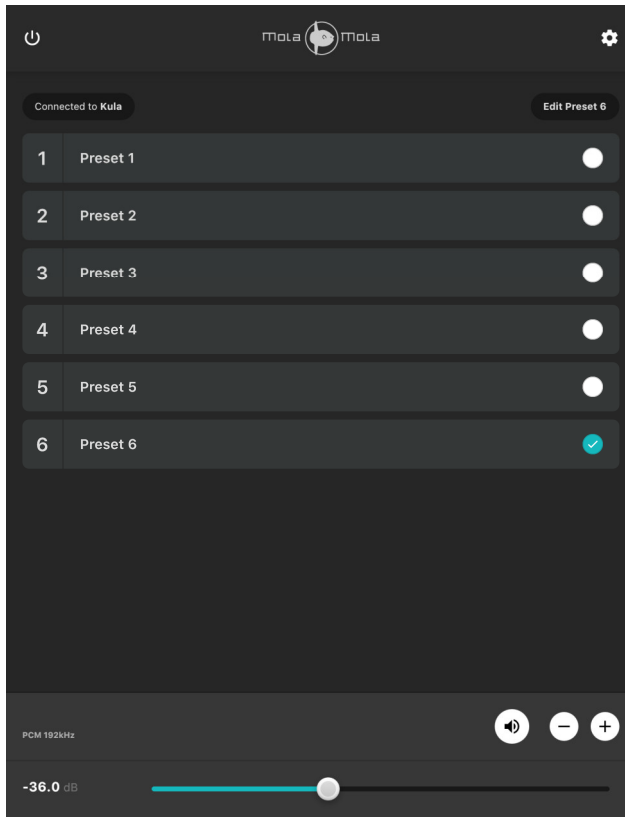 mola mola
Connected to Kula
Edit Preset 6
1 Preset 1
2 Preset 2
3 Preset 3
4 Preset 4
5 Preset 5
6 Preset 6
PCM 192kHz
-36.0 dB